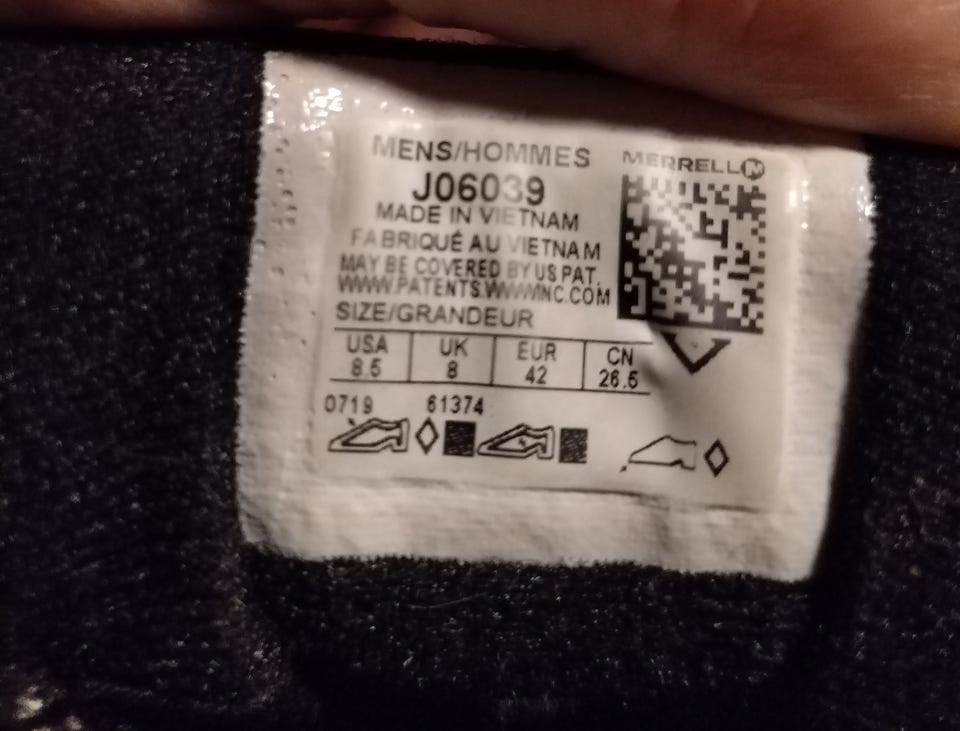 MENS/HOMMES
J06039
MADE IN VIETNAM
FABRIQUÉ AU VIETNAM
MAY BE COVERED BY US PAT.
WWW.PATENTS.WWWINC.COM
MERRELL M
SIZE/GRANDEUR
USA UK EUR CN
8.5 8 42 26.5
0719 61374